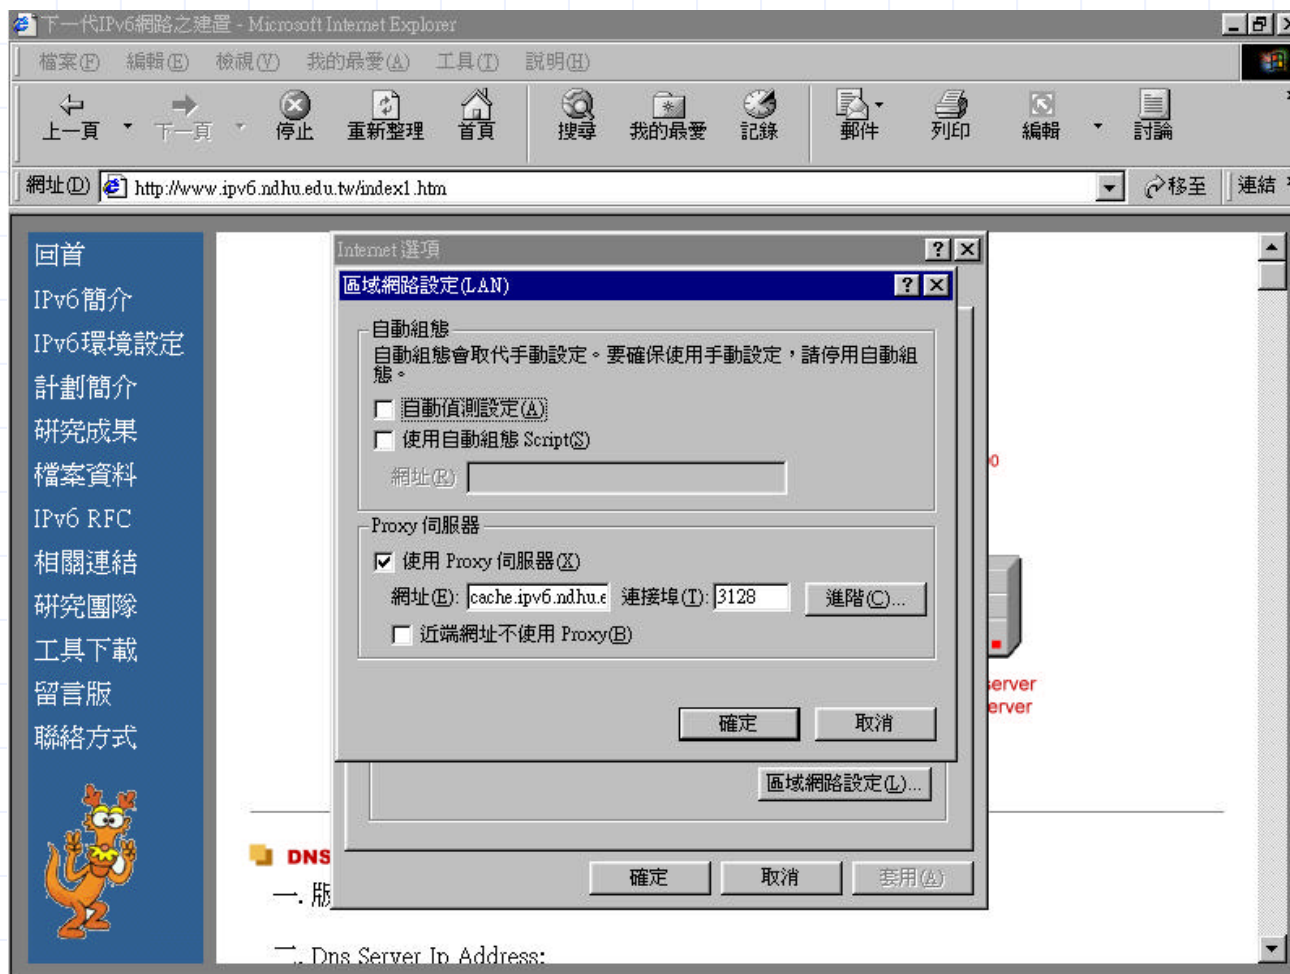 下一代IPv6網路之建置 - Microsoft Internet Explorer
檔案(F) 編輯(E) 檢視(V) 我的最愛(A) 工具(T) 說明(H)
上一頁 下一頁 停止 重新整理 首頁 搜尋 我的最愛 記錄 郵件 列印 編輯 討論
網址(D) http://www.ipv6.ndhu.edu.tw/index1.htm 移至 連結
回首
IPv6簡介
IPv6環境設定
計劃簡介
研究成果
檔案資料
IPv6 RFC
相關連結
研究團隊
工具下載
留言版
聯絡方式
Internet 選項
區域網路設定(LAN)
自動組態
自動組態會取代手動設定。要確保使用手動設定，請停用自動組
態。
自動偵測設定(A)
使用自動組態 Script(S)
網址(R)
Proxy 伺服器
使用 Proxy 伺服器(X)
網址(E): cache.ipv6.ndhu.e 連接埠(T): 3128 進階(C)...
近端網址不使用 Proxy(B)
確定 取消
區域網路設定(L)...
確定 取消 套用(A)
0
server
erver
DNS
一. 版
二. Dns Server Ip Address: